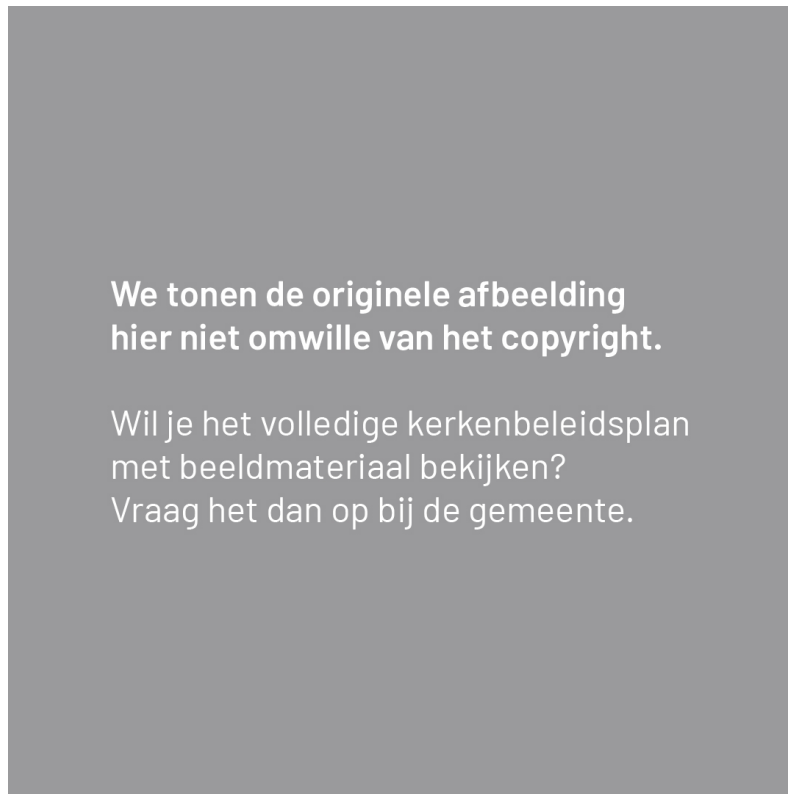 We tonen de originele afbeelding
hier niet omwille van het copyright.
Wil je het volledige kerkenbeleidsplan
met beeldmateriaal bekijken?
Vraag het dan op bij de gemeente.